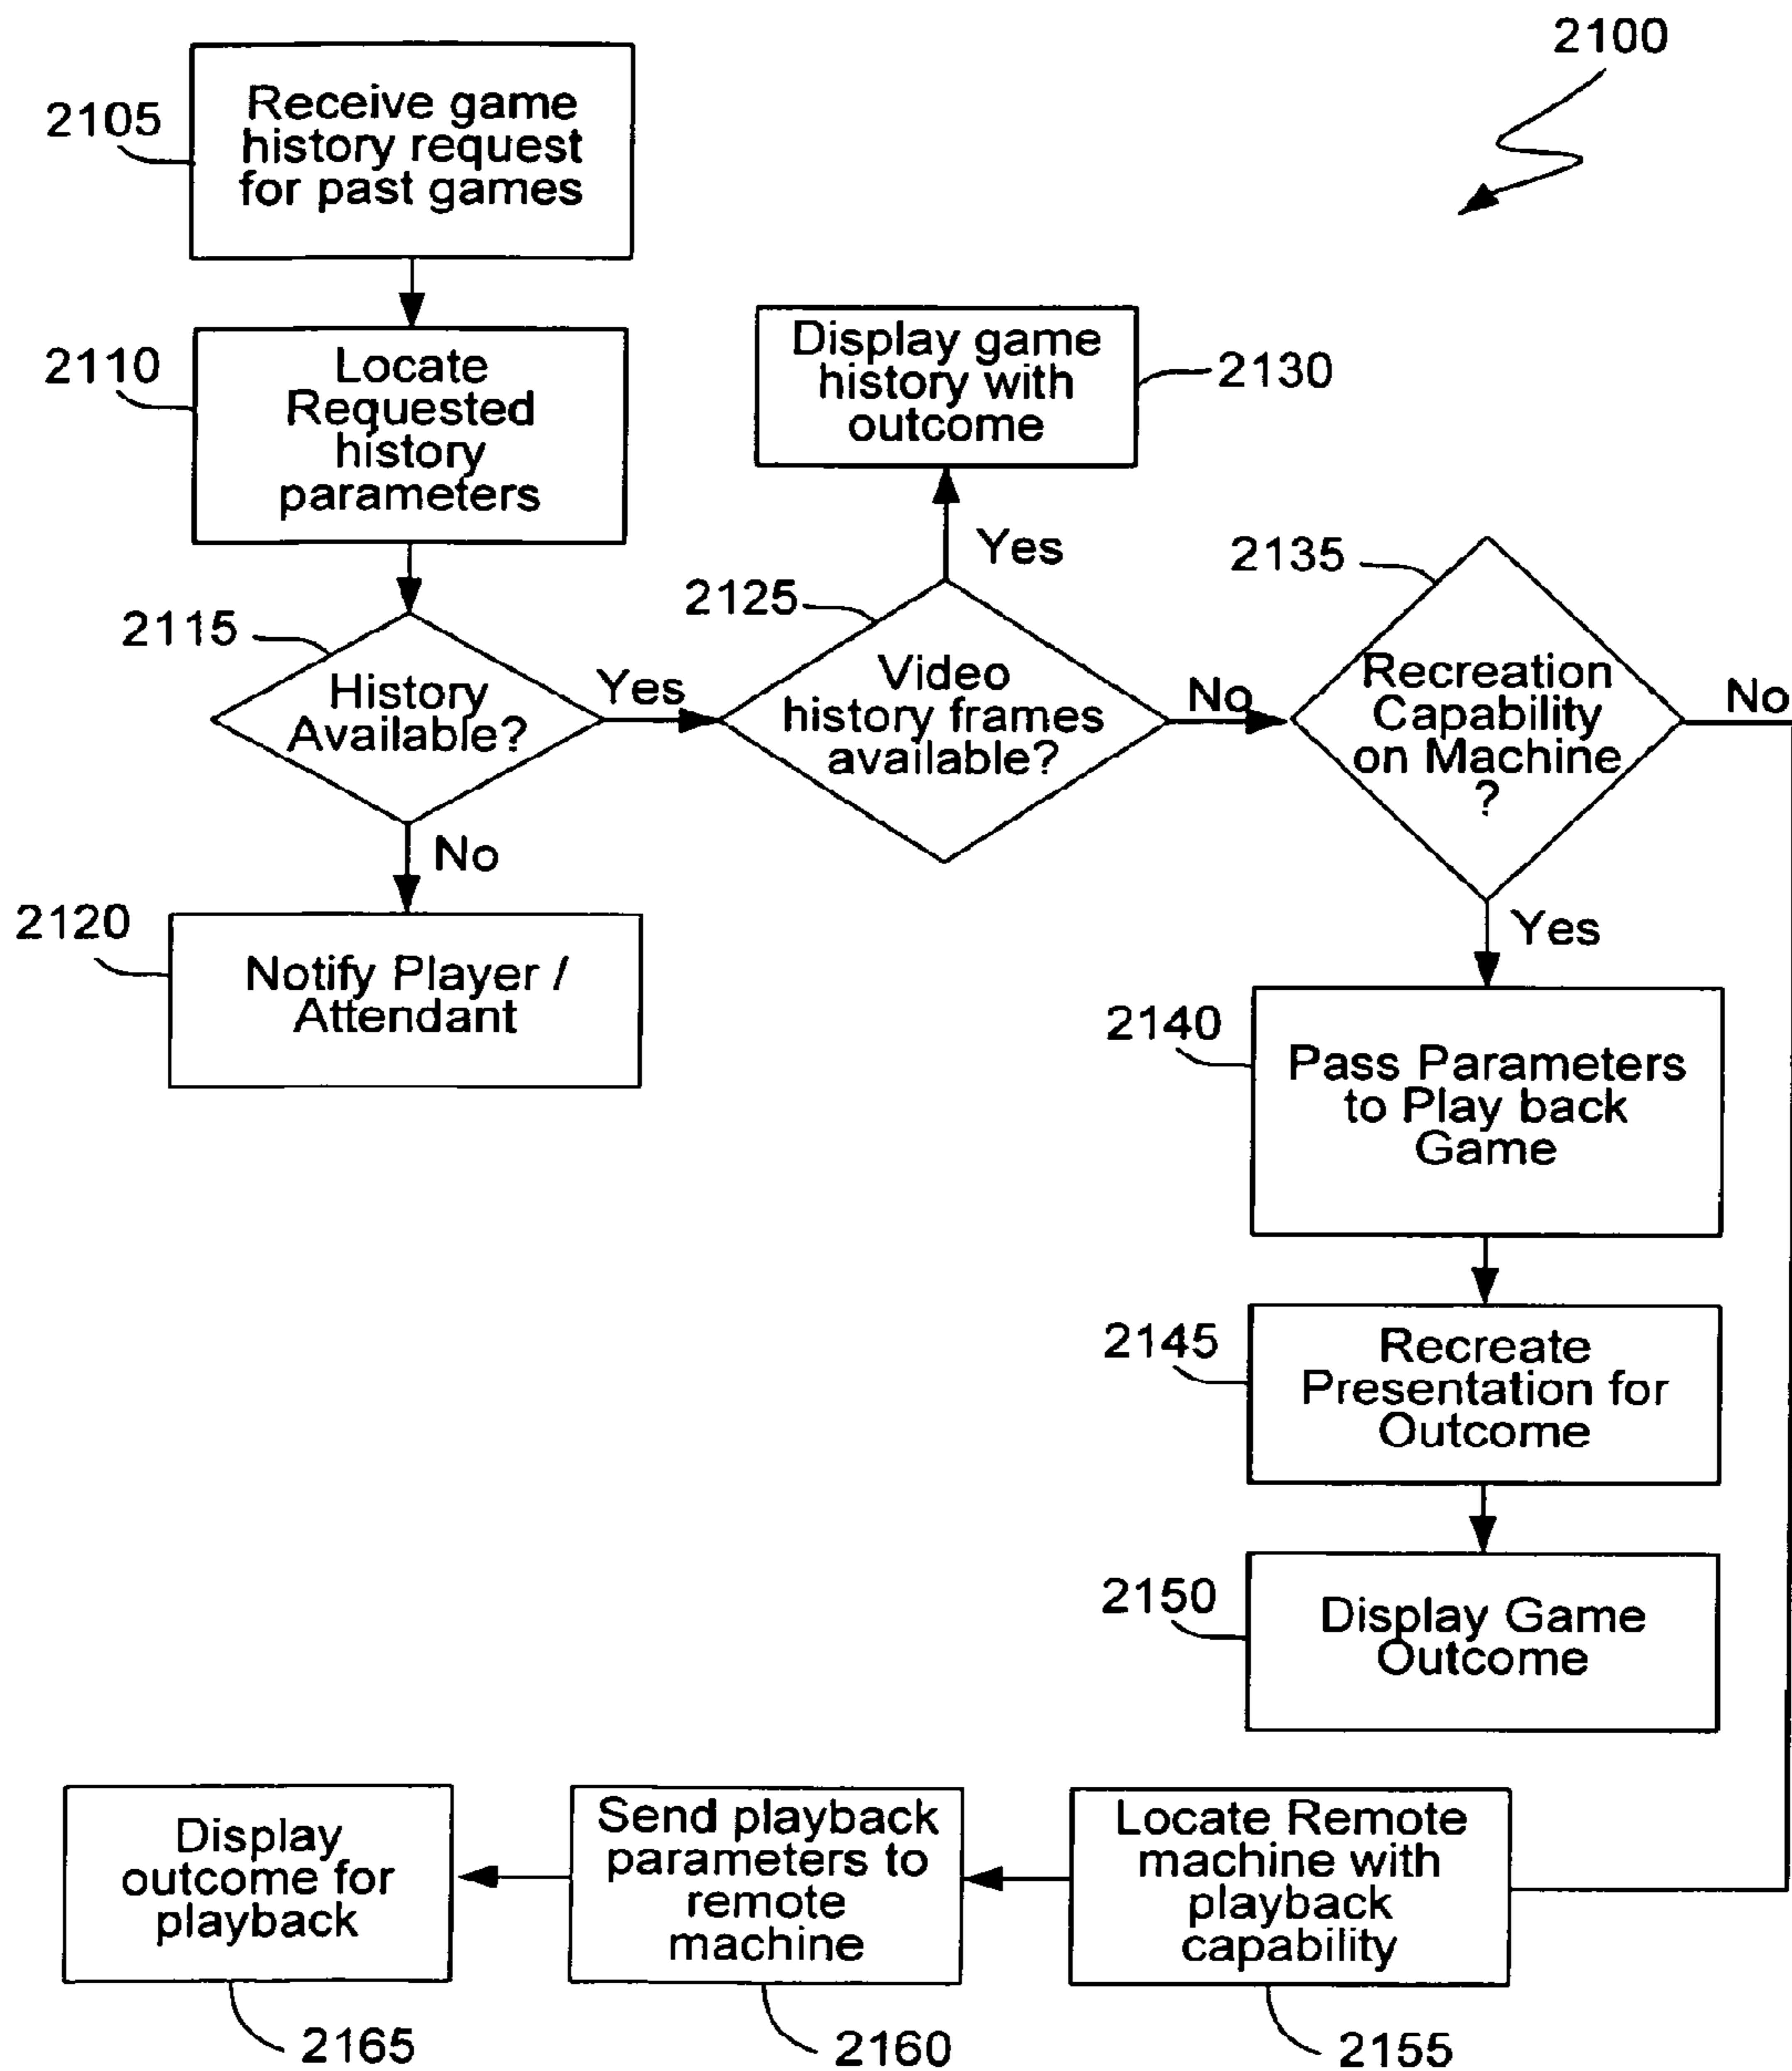 2100
2105
Receive game
history request
for past games
2110
Locate
Requested
history
parameters
2115
History
Available?
Yes
No
2120
Notify Player /
Attendant
2125
Video
history frames
available?
Yes
No
Display game
history with
outcome
2130
2135
Recreation
Capability
on Machine
?
No
Yes
2140
Pass Parameters
to Play back
Game
2145
Recreate
Presentation for
Outcome
2150
Display Game
Outcome
Locate Remote
machine with
playback
capability
2155
Send playback
parameters to
remote
machine
2160
Display
outcome for
playback
2165